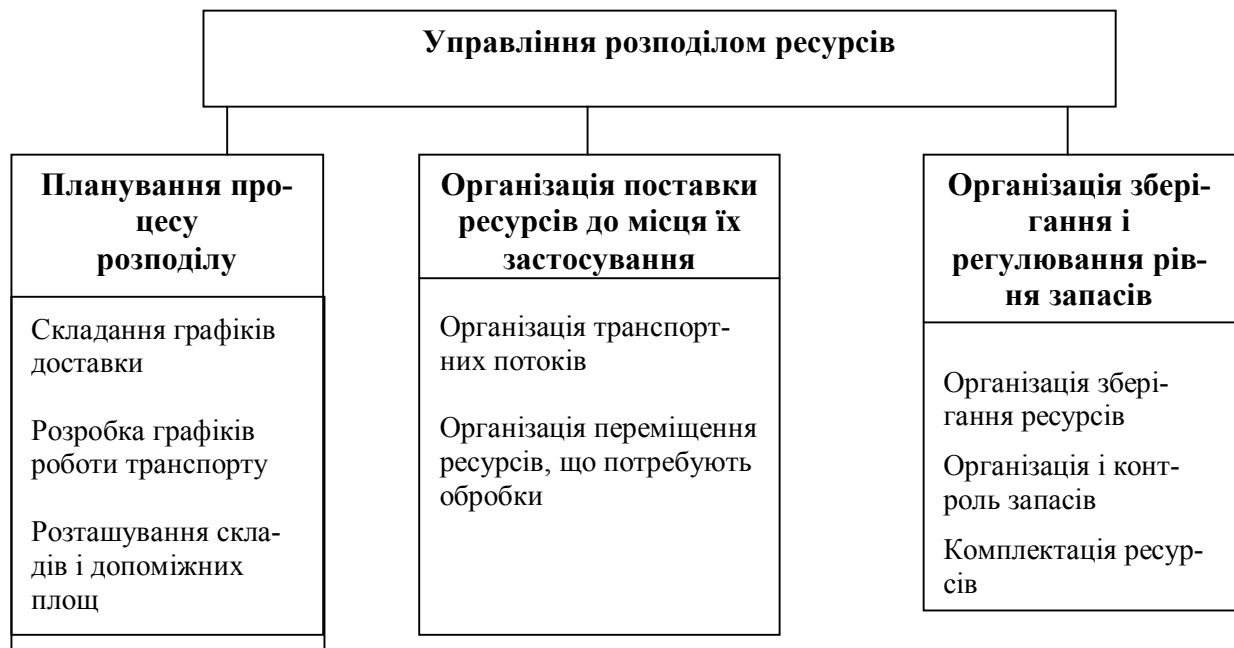 Управління розподілом ресурсів
Планування про-
цесу
розподілу
Складання графіків
доставки
Розробка графіків
роботи транспорту
Розташування скла-
дів і допоміжних
площ
Організація поставки
ресурсів до місця їх
застосування
Організація транспорт-
них потоків
Організація переміщення
ресурсів, що потребують
обробки
Організація збері-
гання і
регулювання рів-
ня запасів
Організація збері-
гання ресурсів
Організація і конт-
роль запасів
Комплектація ресур-
сів